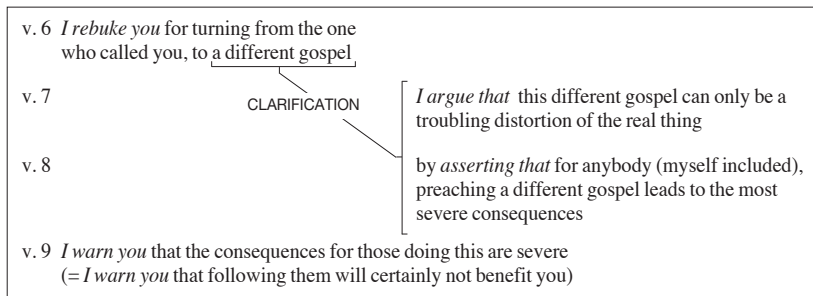 v. 6 I rebuke you for turning from the one
who called you, to a different gospel
v. 7 CLARIFICATION I argue that this different gospel can only be a
troubling distortion of the real thing
v. 8 by asserting that for anybody (myself included),
preaching a different gospel leads to the most
severe consequences
v. 9 I warn you that the consequences for those doing this are severe
(= I warn you that following them will certainly not benefit you)